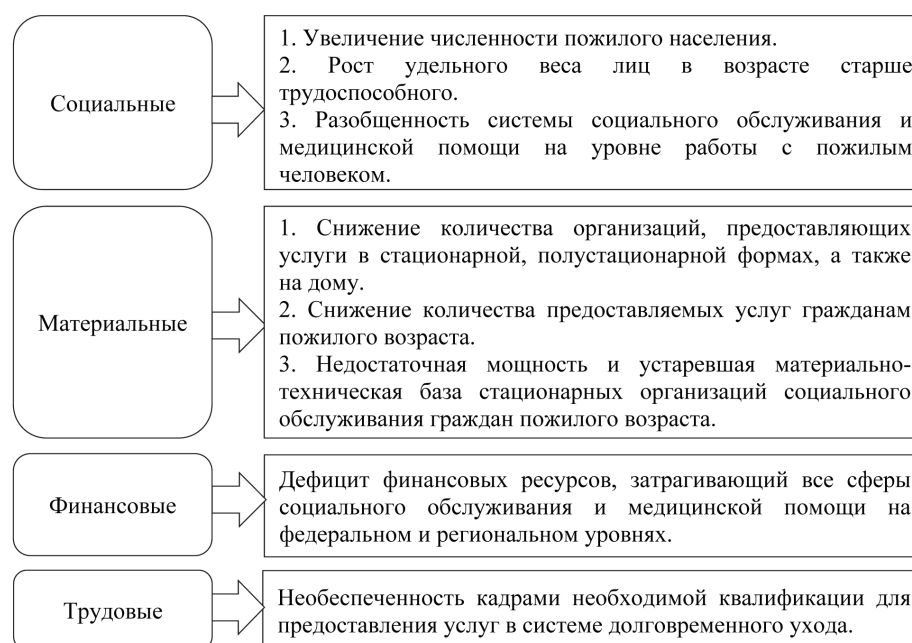 Социальные
1. Увеличение численности пожилого населения.
2. Рост удельного веса лиц в возрасте старше
трудоспособного.
3. Разобщенность системы социального обслуживания и
медицинской помощи на уровне работы с пожилым
человеком.
Материальные
1. Снижение количества организаций, предоставляющих
услуги в стационарной, полустационарной формах, а также
на дому.
2. Снижение количества предоставляемых услуг гражданам
пожилого возраста.
3. Недостаточная мощность и устаревшая материально-
техническая база стационарных организаций социального
обслуживания граждан пожилого возраста.
Финансовые
Дефицит финансовых ресурсов, затрагивающий все сферы
социального обслуживания и медицинской помощи на
федеральном и региональном уровнях.
Трудовые
Необеспеченность кадрами необходимой квалификации для
предоставления услуг в системе долговременного ухода.